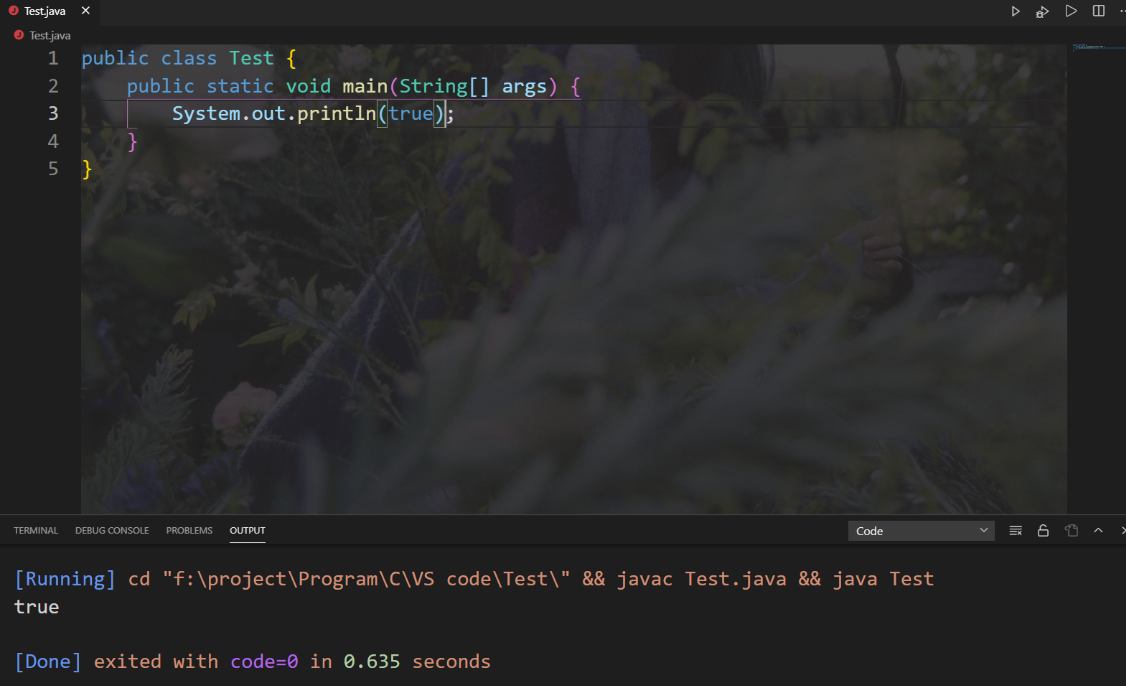 Test.java
Test.java
1 public class Test {
2 public static void main(String[] args) {
3 System.out.println(true);
4 }
5 }
TERMINAL DEBUG CONSOLE PROBLEMS OUTPUT Code
[Running] cd "f:\project\Program\C\VS code\Test\" && javac Test.java && java Test
true
[Done] exited with code=0 in 0.635 seconds